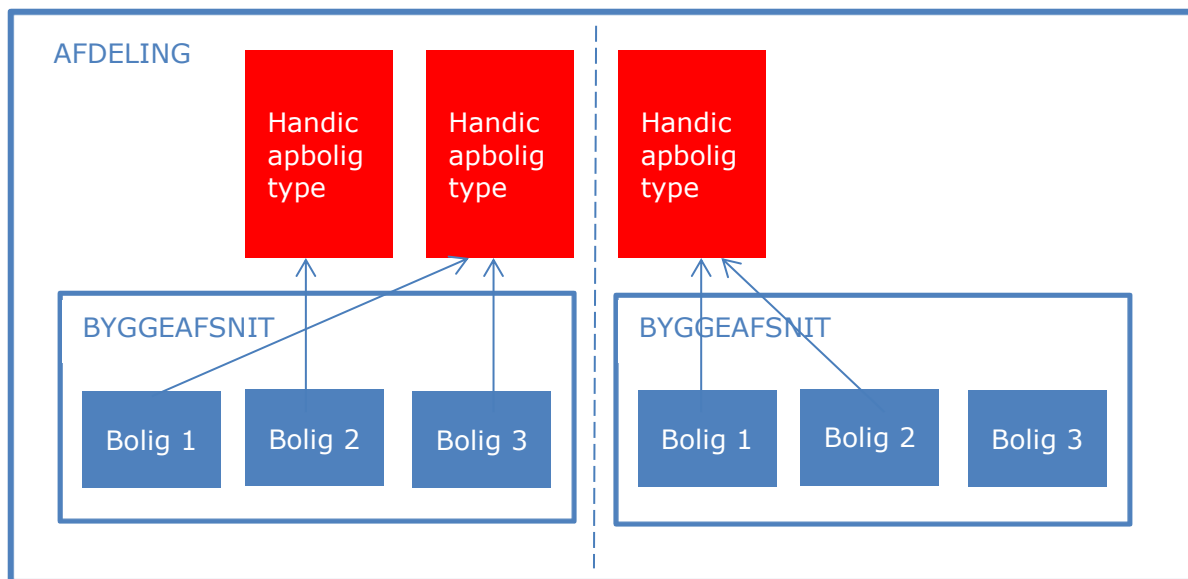 AFDELING
Handic
apbolig
type
Handic
apbolig
type
Handic
apbolig
type
BYGGEAFSNIT
Bolig 1
Bolig 2
Bolig 3
BYGGEAFSNIT
Bolig 1
Bolig 2
Bolig 3